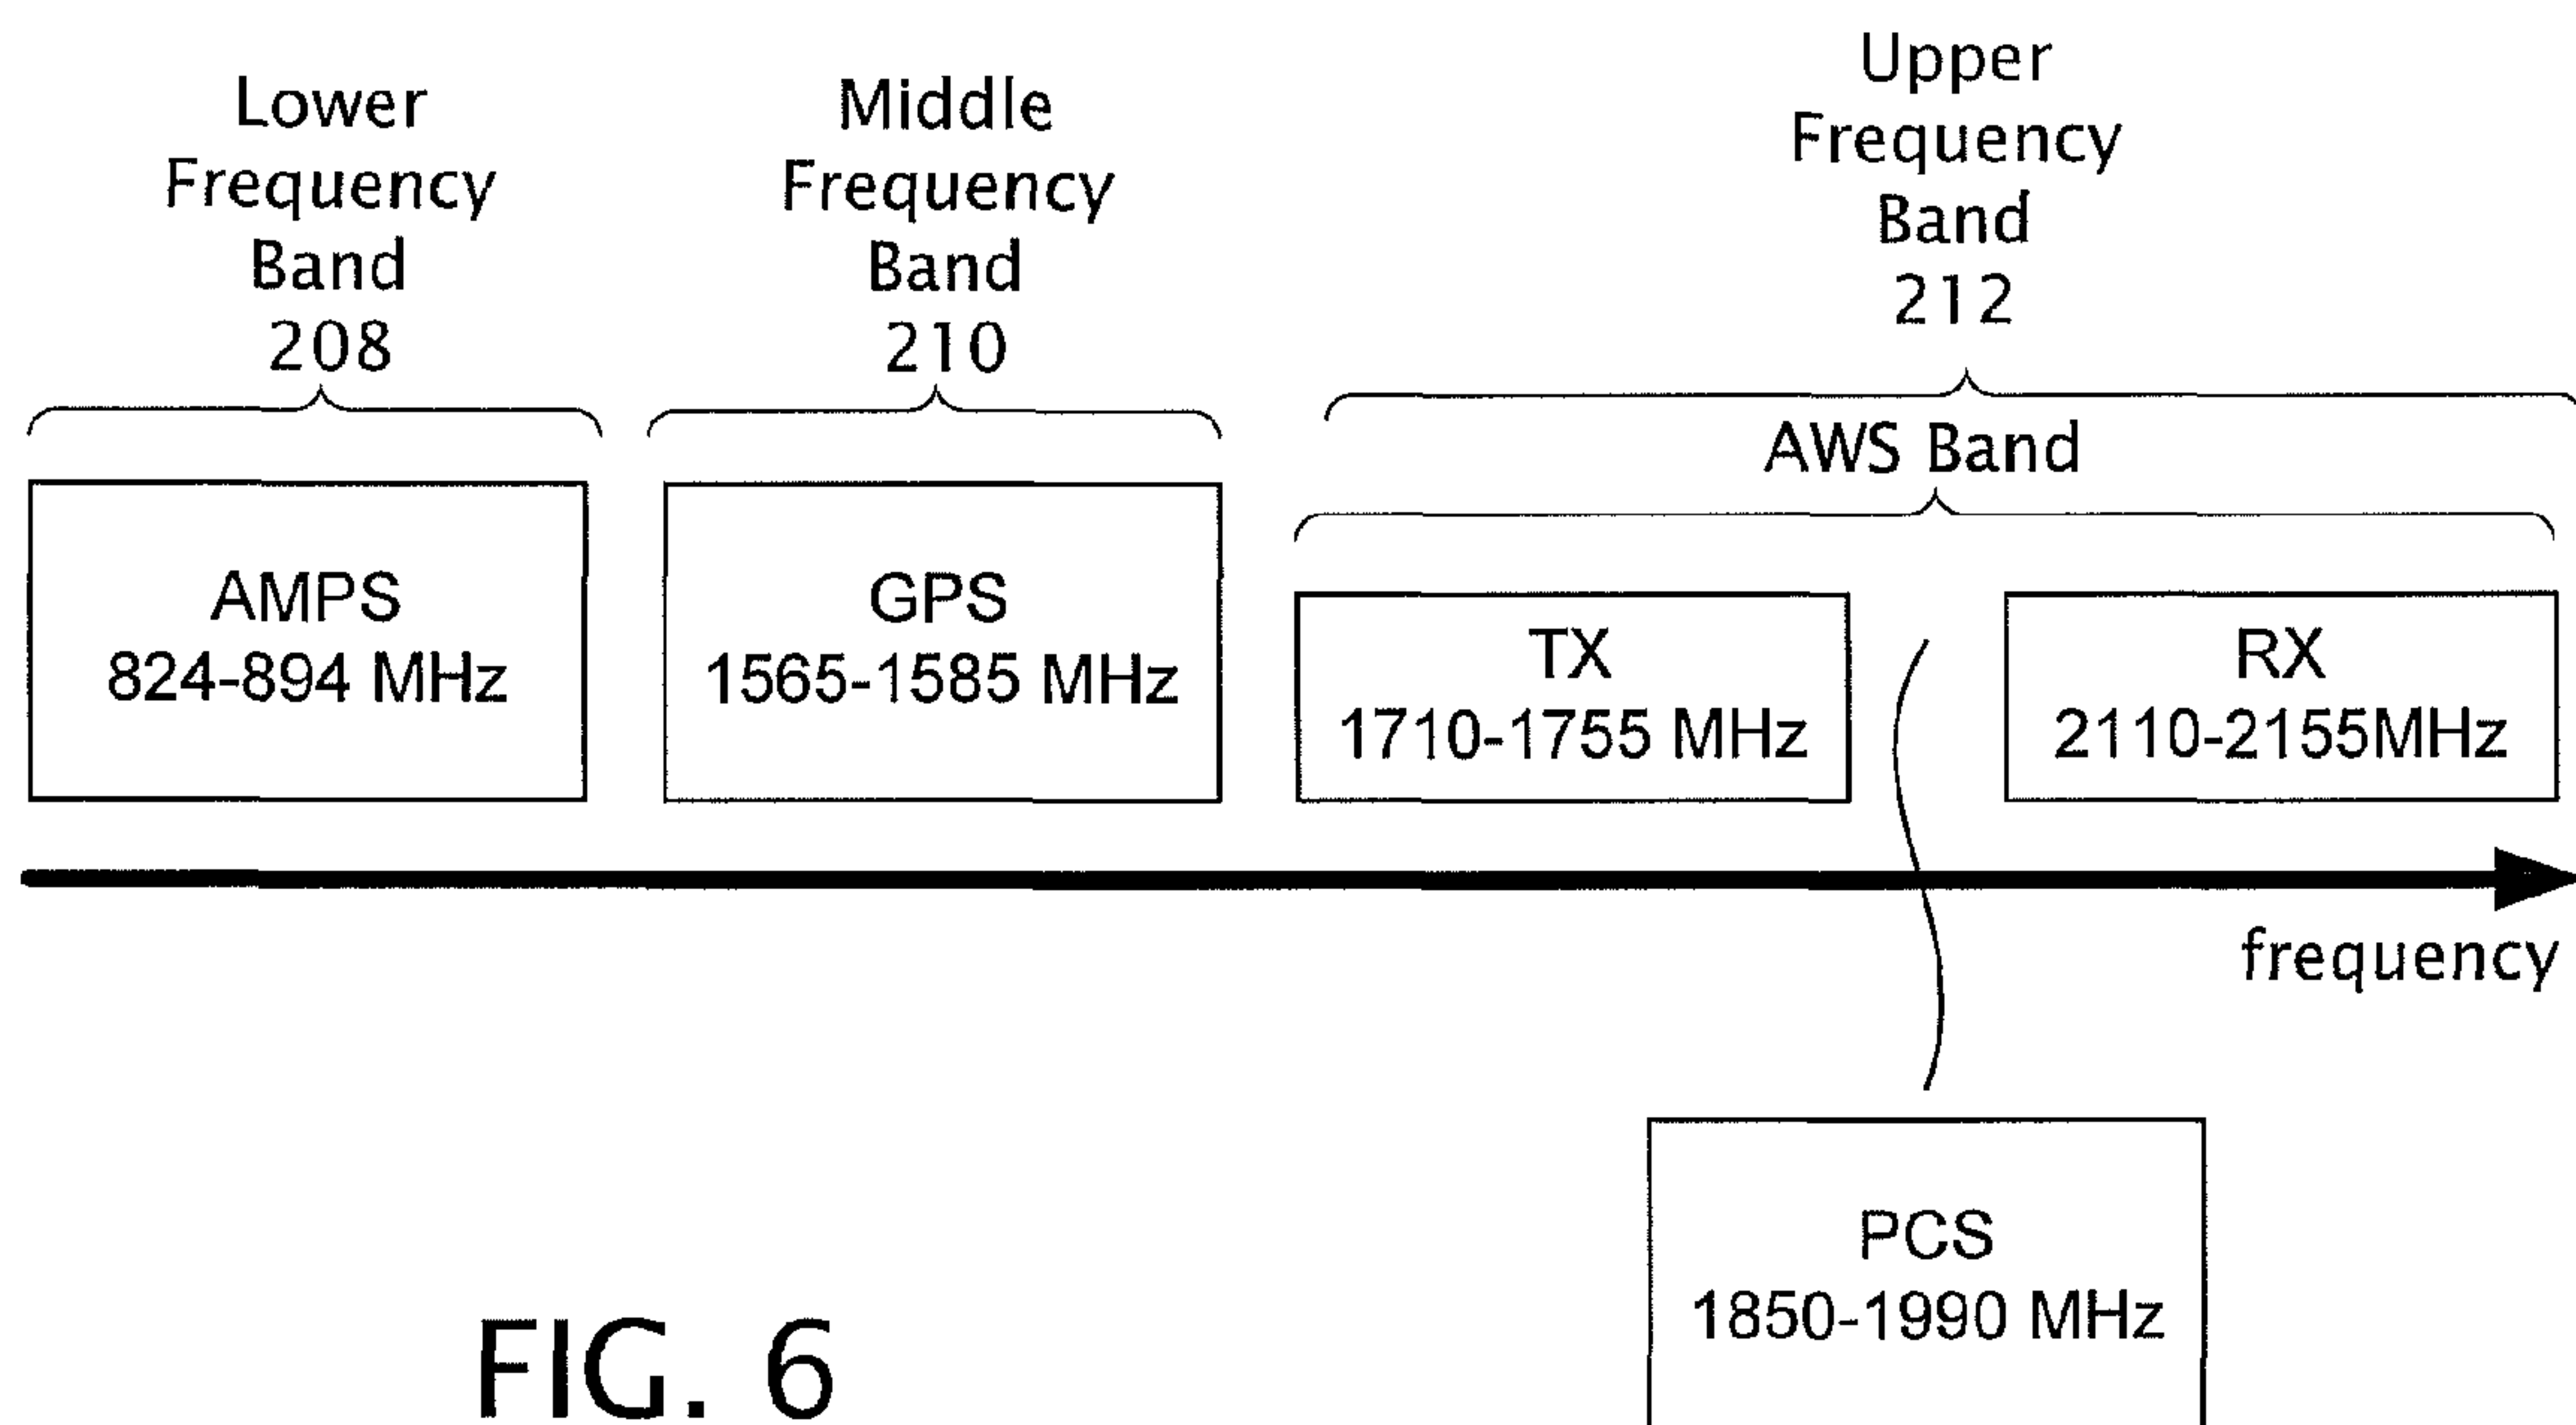 Lower
Frequency
Band
208
Middle
Frequency
Band
210
Upper
Frequency
Band
212
AWS Band
AMPS
824-894 MHz
GPS
1565-1585 MHz
TX
1710-1755 MHz
RX
2110-2155MHz
frequency
PCS
1850-1990 MHz
FIG. 6